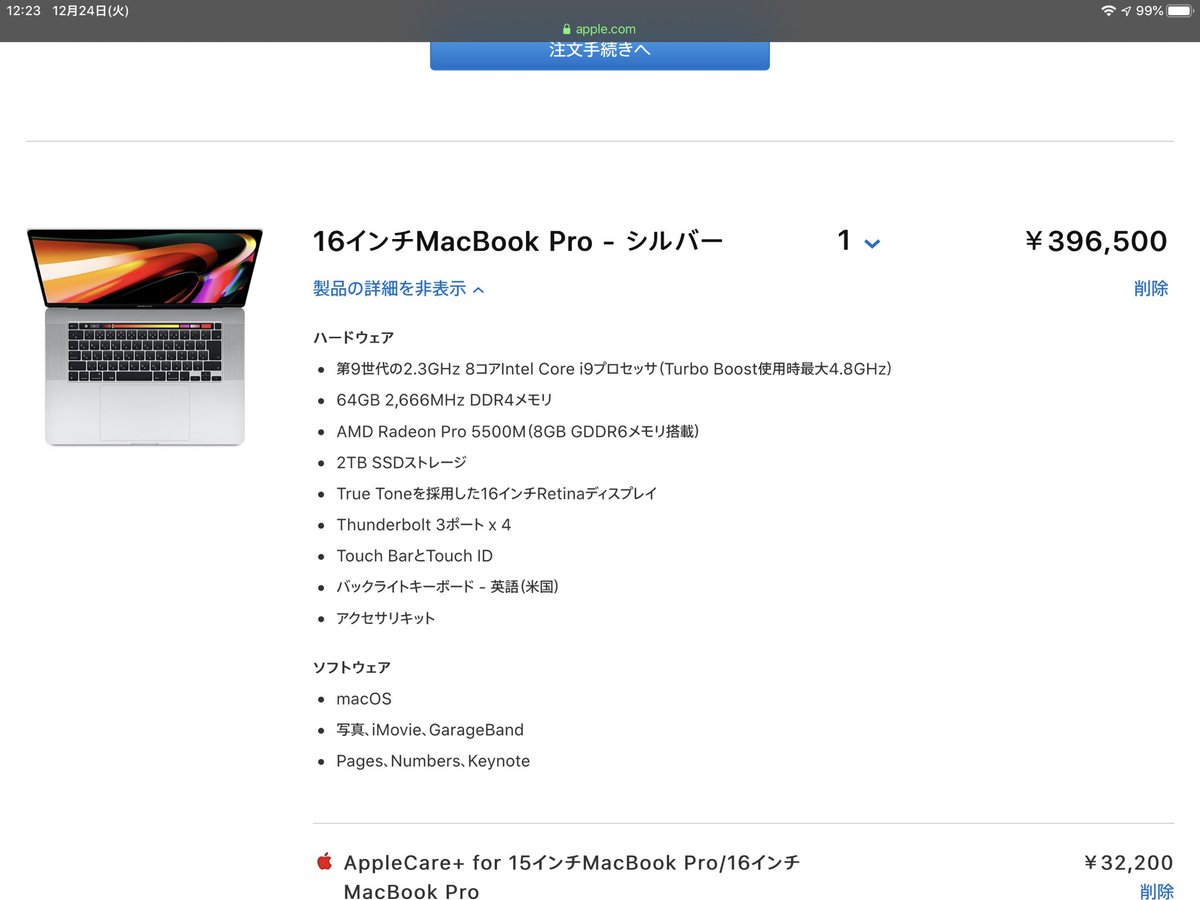 12:23 12月24日(火) 99%
apple.com
注文手続きへ
16インチMacBook Pro - シルバー 1 ¥396,500
製品の詳細を非表示 削除
ハードウェア
• 第9世代の2.3GHz 8コアIntel Core i9プロセッサ(Turbo Boost使用時最大4.8GHz)
• 64GB 2,666MHz DDR4メモリ
• AMD Radeon Pro 5500M(8GB GDDR6メモリ搭載)
• 2TB SSDストレージ
• True Toneを採用した16インチRetinaディスプレイ
• Thunderbolt 3ポート x 4
• Touch BarとTouch ID
• バックライトキーボード - 英語(米国)
• アクセサリキット
ソフトウェア
• macOS
• 写真、iMovie、GarageBand
• Pages、Numbers、Keynote
AppleCare+ for 15インチMacBook Pro/16インチ ¥32,200
MacBook Pro 削除